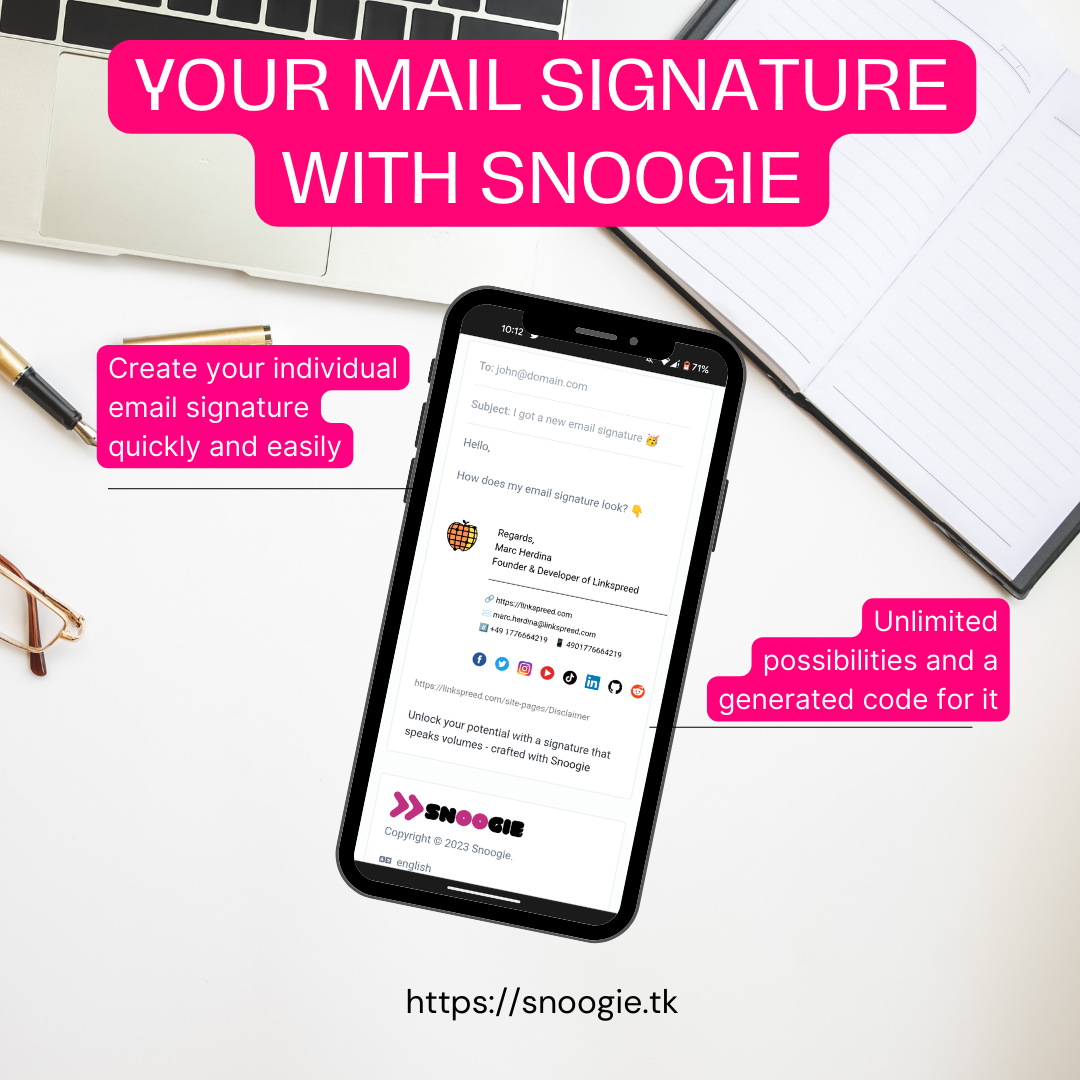 YOUR MAIL SIGNATURE
WITH SNOOGIE
10:12
71%
To: john@domain.com
Subject: I got a new email signature 🥳
Hello,
How does my email signature look? 👇
Regards,
Marc Herdina
Founder & Developer of Linkspreed
🔗 https://linkspreed.com
✉️ marc.herdina@linkspreed.com
#️⃣ +49 1776664219 📱 4901776664219
https://linkspreed.com/site-pages/Disclaimer
Unlock your potential with a signature that
speaks volumes - crafted with Snoogie
SNOOGIE
Copyright © 2023 Snoogie.
english
Create your individual
email signature
quickly and easily
Unlimited
possibilities and a
generated code for it
https://snoogie.tk